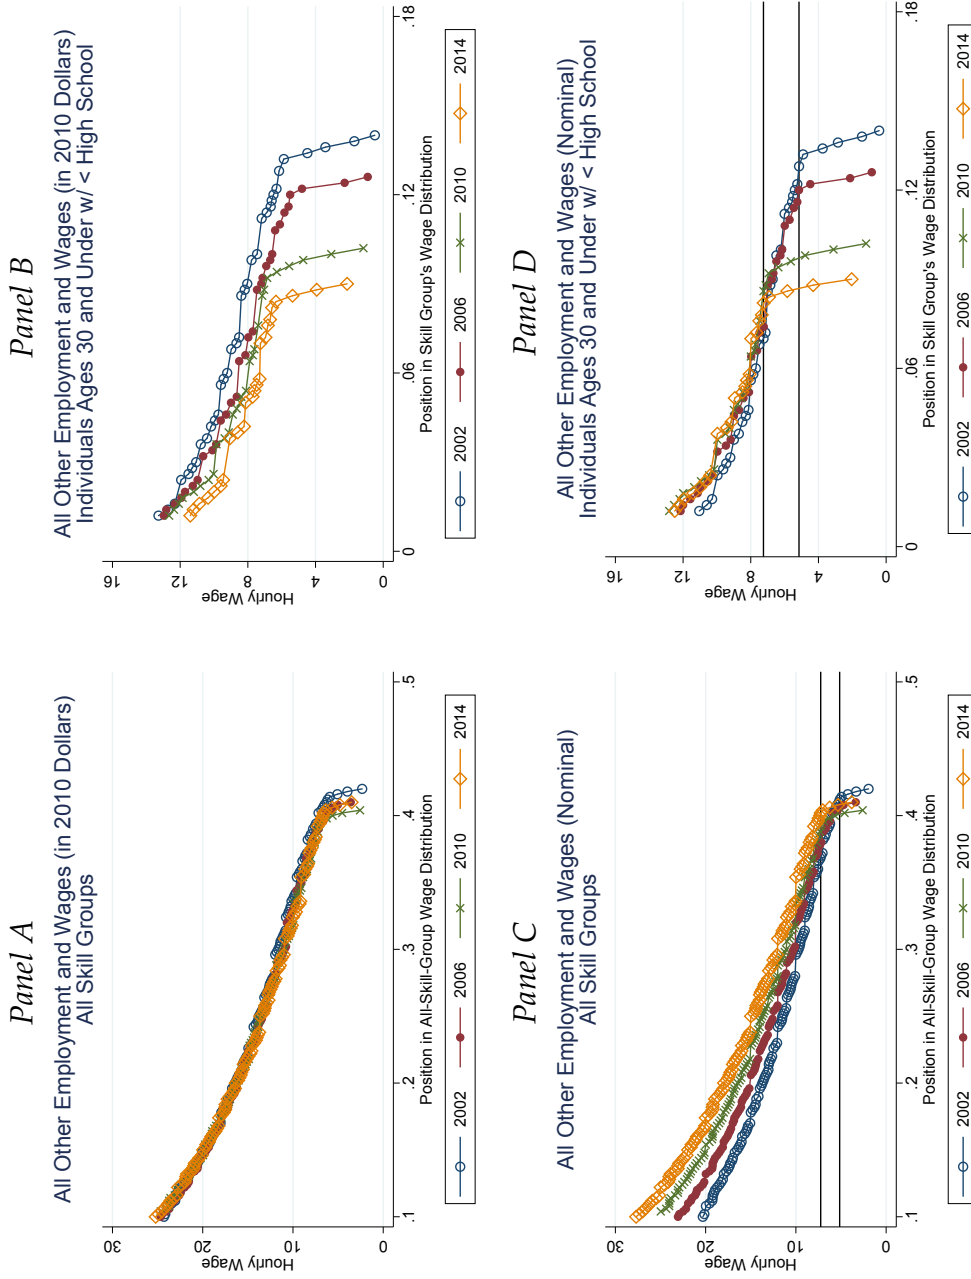 Panel A
All Other Employment and Wages (in 2010 Dollars)
All Skill Groups
Hourly Wage
0
10
20
30
.1
.2
.3
.4
.5
Position in All-Skill-Group Wage Distribution
2002
2006
2010
2014
Panel B
All Other Employment and Wages (in 2010 Dollars)
Individuals Ages 30 and Under w/ < High School
Hourly Wage
0
4
8
12
16
0
.06
.12
.18
Position in Skill Group's Wage Distribution
2002
2006
2010
2014
Panel C
All Other Employment and Wages (Nominal)
All Skill Groups
Hourly Wage
0
10
20
30
.1
.2
.3
.4
.5
Position in All-Skill-Group Wage Distribution
2002
2006
2010
2014
Panel D
All Other Employment and Wages (Nominal)
Individuals Ages 30 and Under w/ < High School
Hourly Wage
0
4
8
12
16
0
.06
.12
.18
Position in Skill Group's Wage Distribution
2002
2006
2010
2014